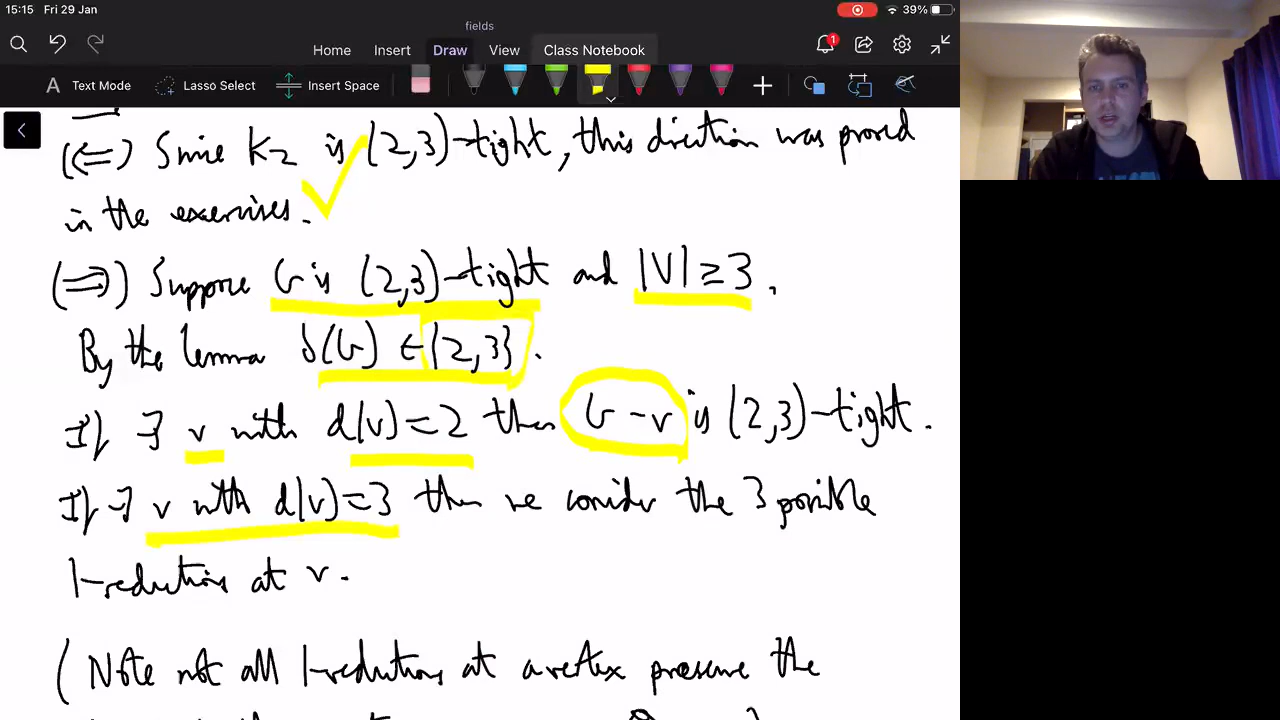 15:15 Fri 29 Jan
39%
fields
Home Insert Draw View Class Notebook
1
A Text Mode Lasso Select Insert Space
(⇐) Since K2 is (2,3)-tight, this direction was proved
in the exercises.
(⇒) Suppose G is (2,3)-tight and |V| ≥ 3.
By the lemma δ(G) ∈ {2,3}.
If ∃ v with d(v)=2 then G-v is (2,3)-tight.
If ∃ v with d(v)=3 then we consider the 3 possible
1-reductions at v.
(Note not all 1-reductions at a vertex preserve the